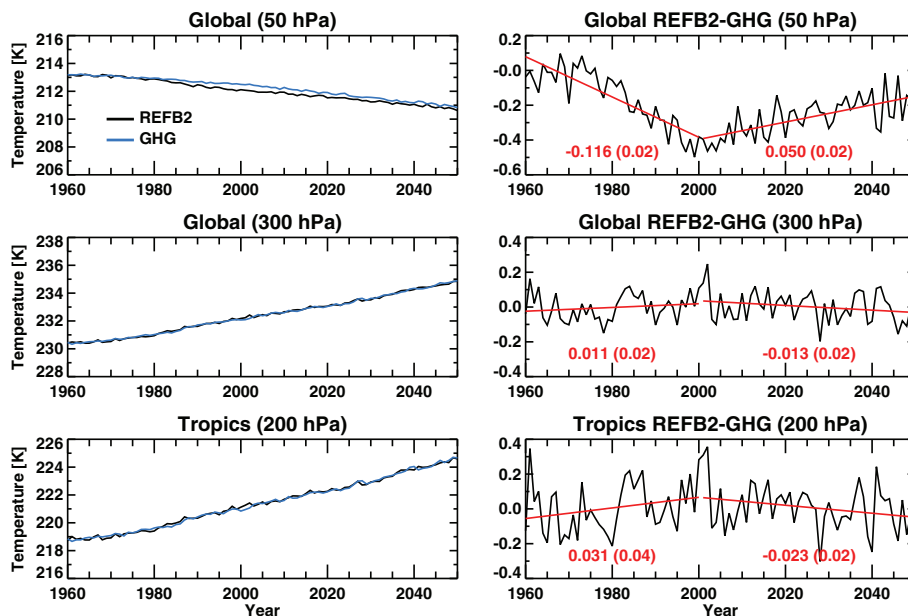 Global (50 hPa)
Temperature [K]
216
214
212
210
208
206
REFB2
GHG
1960 1980 2000 2020 2040
Global REFB2-GHG (50 hPa)
0.2
0.0
-0.2
-0.4
-0.6
-0.116 (0.02) 0.050 (0.02)
1960 1980 2000 2020 2040
Global (300 hPa)
Temperature [K]
238
236
234
232
230
228
1960 1980 2000 2020 2040
Global REFB2-GHG (300 hPa)
0.4
0.2
0.0
-0.2
-0.4
0.011 (0.02) -0.013 (0.02)
1960 1980 2000 2020 2040
Tropics (200 hPa)
Temperature [K]
226
224
222
220
218
216
1960 1980 2000 2020 2040
Year
Tropics REFB2-GHG (200 hPa)
0.4
0.2
0.0
-0.2
-0.4
0.031 (0.04) -0.023 (0.02)
1960 1980 2000 2020 2040
Year